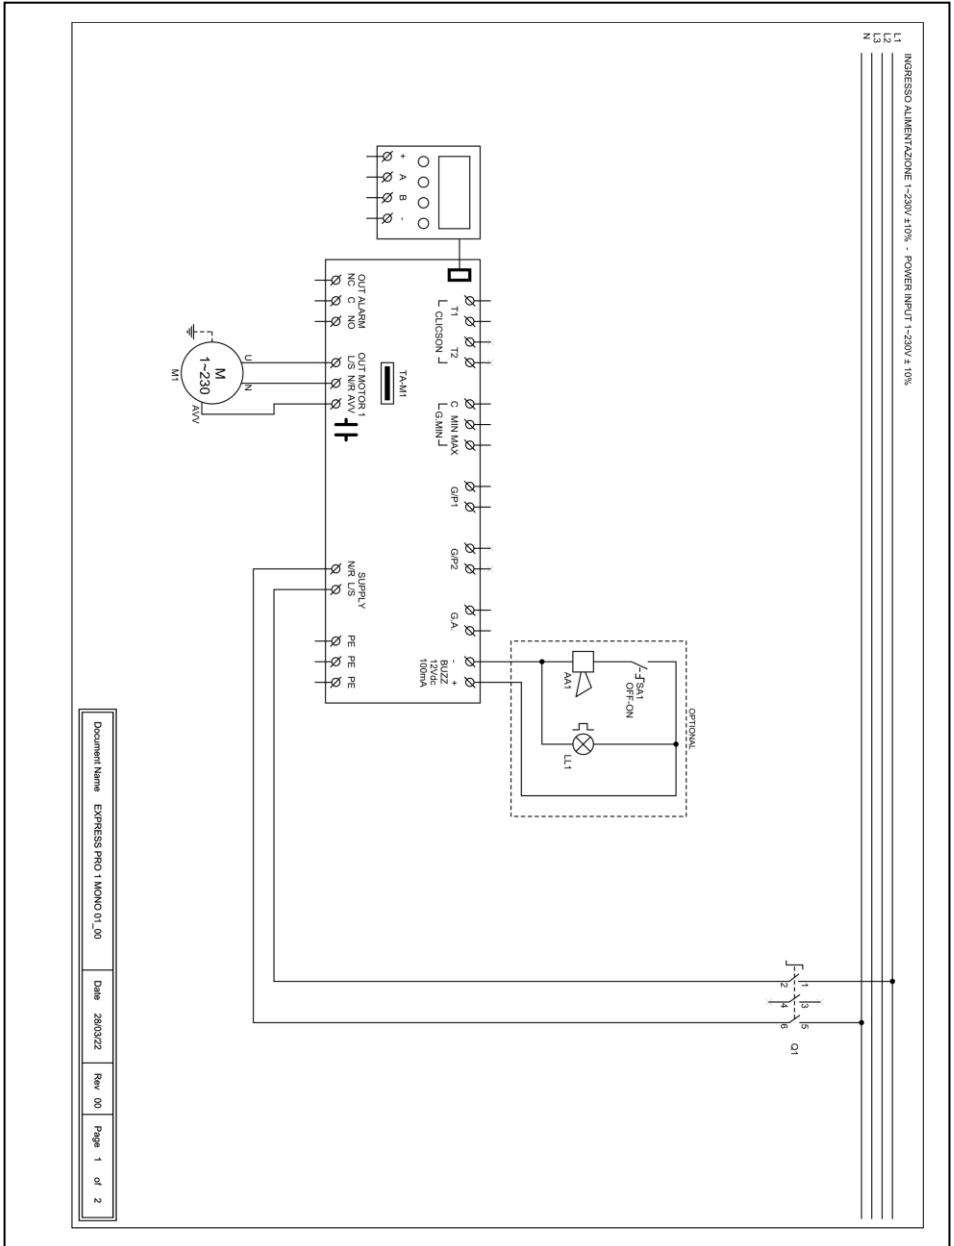 INGRESSO ALIMENTAZIONE 1~230V ±10% - POWER INPUT 1~230V ± 10%
L1
L2
L3
N
1 3 5
2 4 6
Q1
OPTIONAL
SA1
OFF-ON
AA1
LL1
T1 T2 C MIN MAX G/P1 G/P2 G.A. - +
CLICSON G.MIN
BUZZ
12Vdc
100mA
+ A B -
TA-M1
OUT ALARM OUT MOTOR 1 SUPPLY
NC C NO L/S N/R AVV N/R L/S PE PE PE
U N
M
1~230
AVV
M1
Document Name EXPRESS PRO 1 MONO 01_00 Date 28/03/22 Rev 00 Page 1 of 2